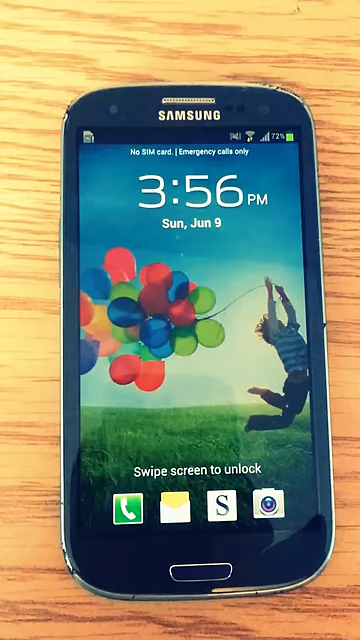 SAMSUNG
72%
No SIM card. | Emergency calls only
3:56 PM
Sun, Jun 9
Swipe screen to unlock
S